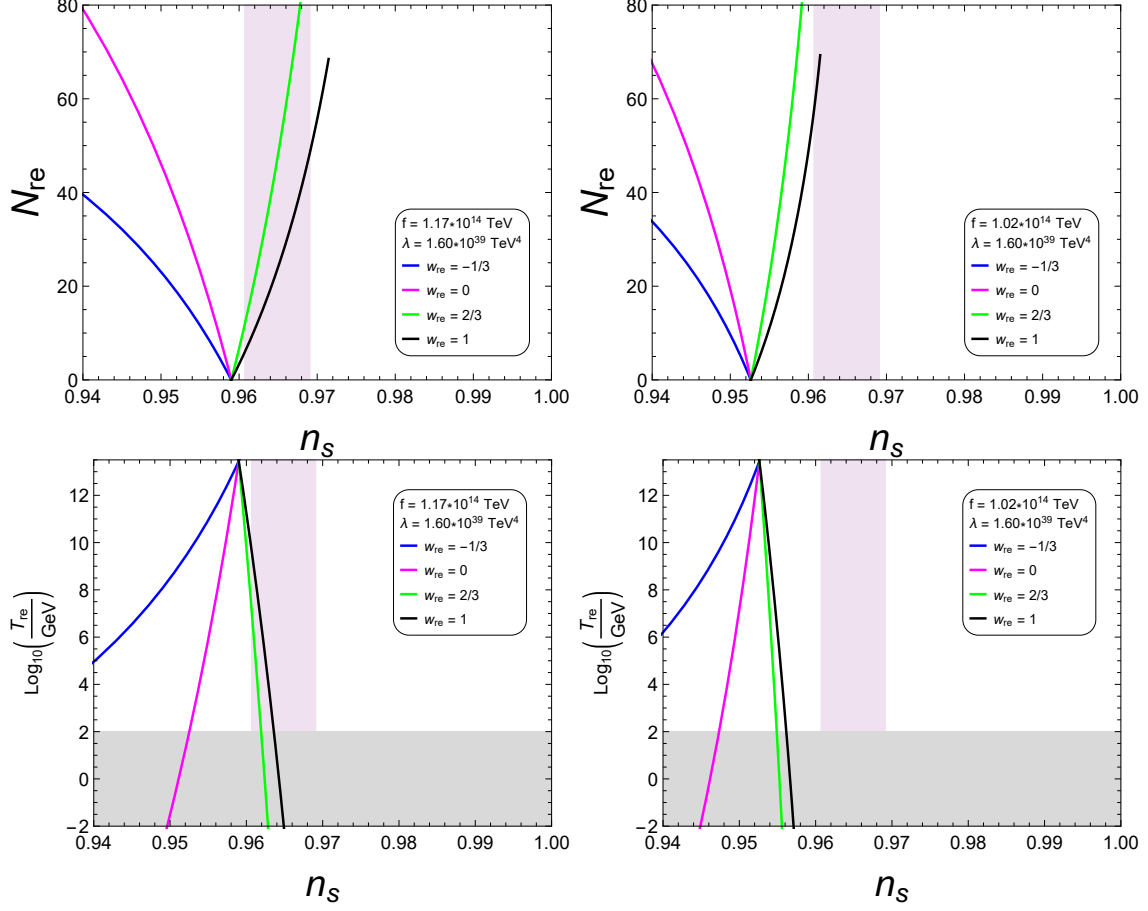 80
60
40
20
0
N_re
0.94 0.95 0.96 0.97 0.98 0.99 1.00
n_s
f = 1.17*10^14 TeV
λ = 1.60*10^39 TeV^4
w_re = −1/3
w_re = 0
w_re = 2/3
w_re = 1
80
60
40
20
0
N_re
0.94 0.95 0.96 0.97 0.98 0.99 1.00
n_s
f = 1.02*10^14 TeV
λ = 1.60*10^39 TeV^4
w_re = −1/3
w_re = 0
w_re = 2/3
w_re = 1
12
10
8
6
4
2
0
−2
Log_10(T_re/GeV)
0.94 0.95 0.96 0.97 0.98 0.99 1.00
n_s
f = 1.17*10^14 TeV
λ = 1.60*10^39 TeV^4
w_re = −1/3
w_re = 0
w_re = 2/3
w_re = 1
12
10
8
6
4
2
0
−2
Log_10(T_re/GeV)
0.94 0.95 0.96 0.97 0.98 0.99 1.00
n_s
f = 1.02*10^14 TeV
λ = 1.60*10^39 TeV^4
w_re = −1/3
w_re = 0
w_re = 2/3
w_re = 1